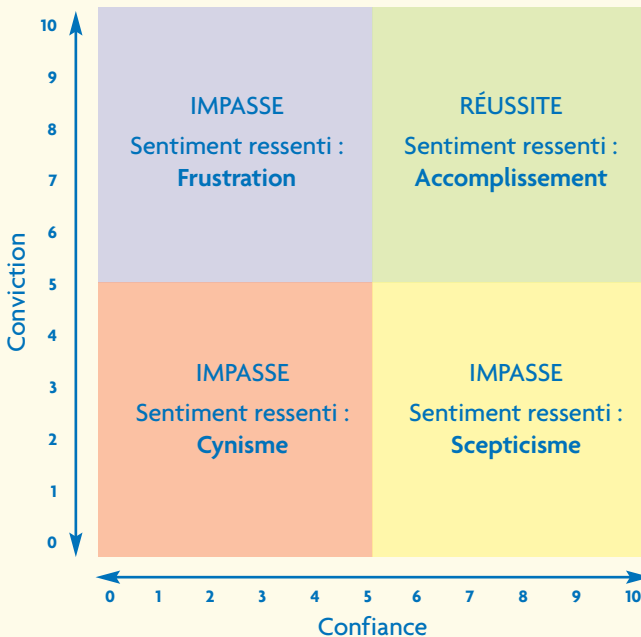 10
9
8
7
6
5
4
3
2
1
0
Conviction
IMPASSE
Sentiment ressenti :
Frustration
RÉUSSITE
Sentiment ressenti :
Accomplissement
IMPASSE
Sentiment ressenti :
Cynisme
IMPASSE
Sentiment ressenti :
Scepticisme
0 1 2 3 4 5 6 7 8 9 10
Confiance